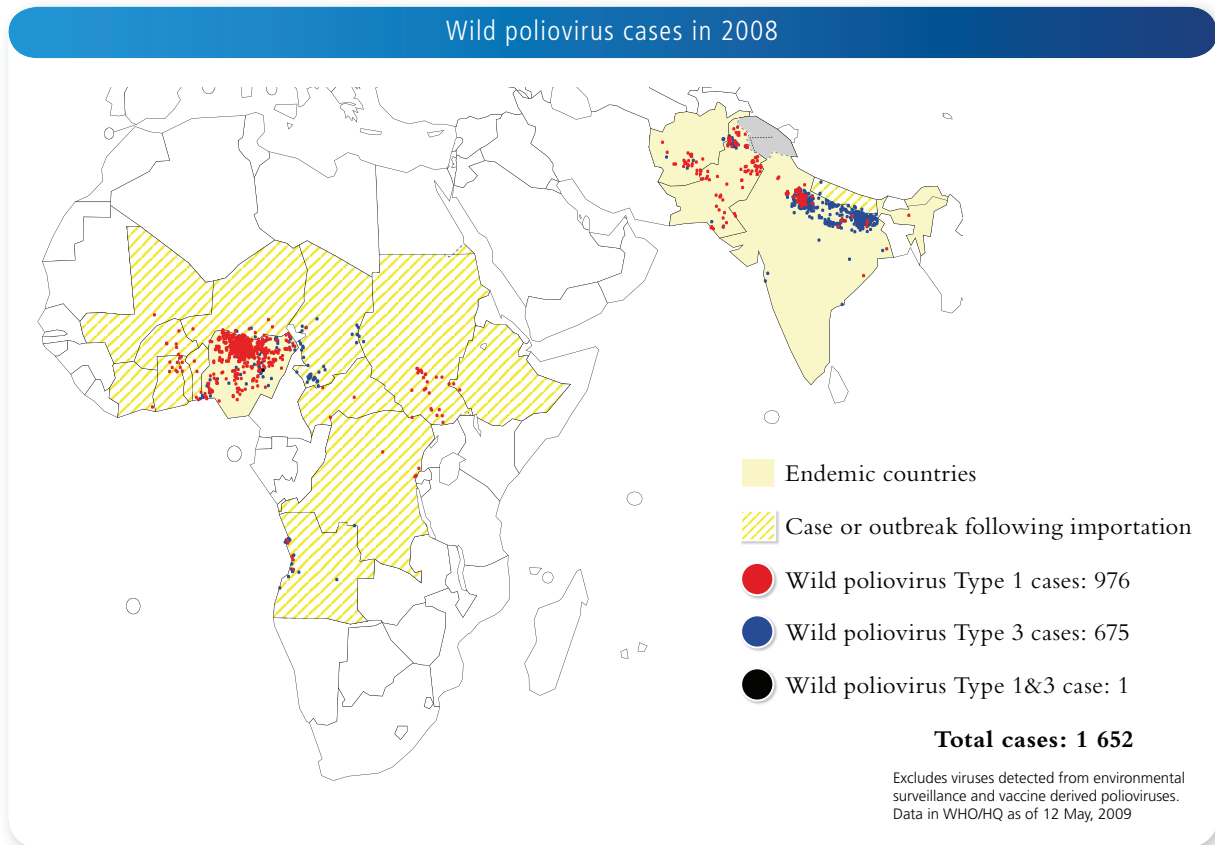 Wild poliovirus cases in 2008
Endemic countries
Case or outbreak following importation
Wild poliovirus Type 1 cases: 976
Wild poliovirus Type 3 cases: 675
Wild poliovirus Type 1&3 case: 1
Total cases: 1 652
Excludes viruses detected from environmental
surveillance and vaccine derived polioviruses.
Data in WHO/HQ as of 12 May, 2009